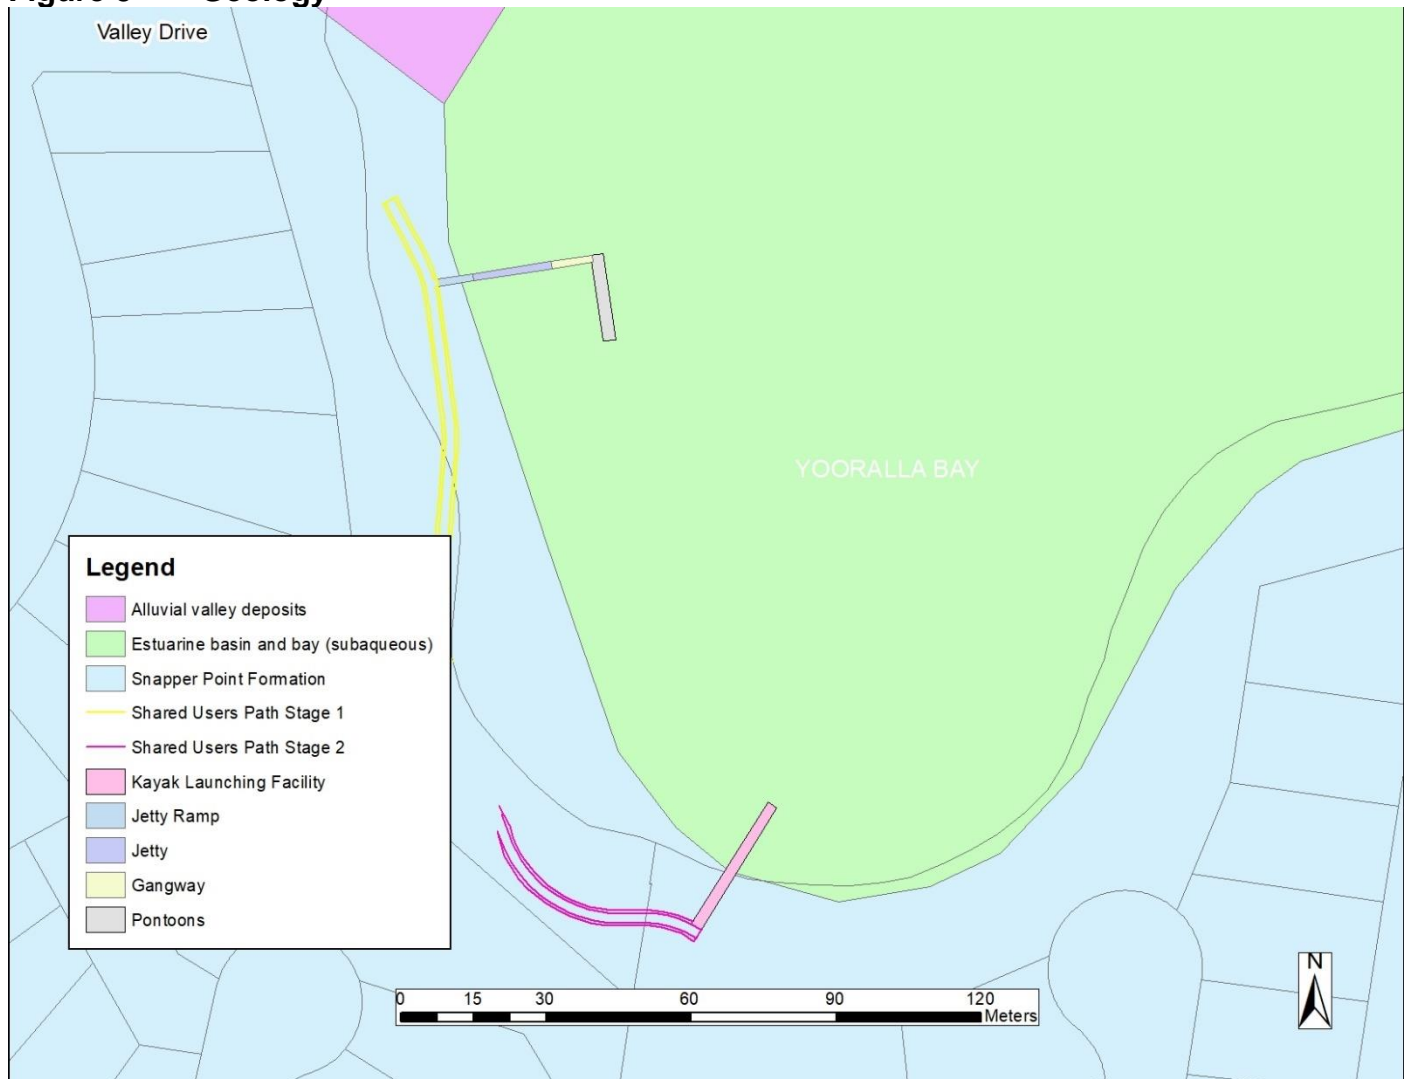 Valley Drive
YOORALLA BAY
Legend
Alluvial valley deposits
Estuarine basin and bay (subaqueous)
Snapper Point Formation
Shared Users Path Stage 1
Shared Users Path Stage 2
Kayak Launching Facility
Jetty Ramp
Jetty
Gangway
Pontoons
N
0 15 30 60 90 120
Meters